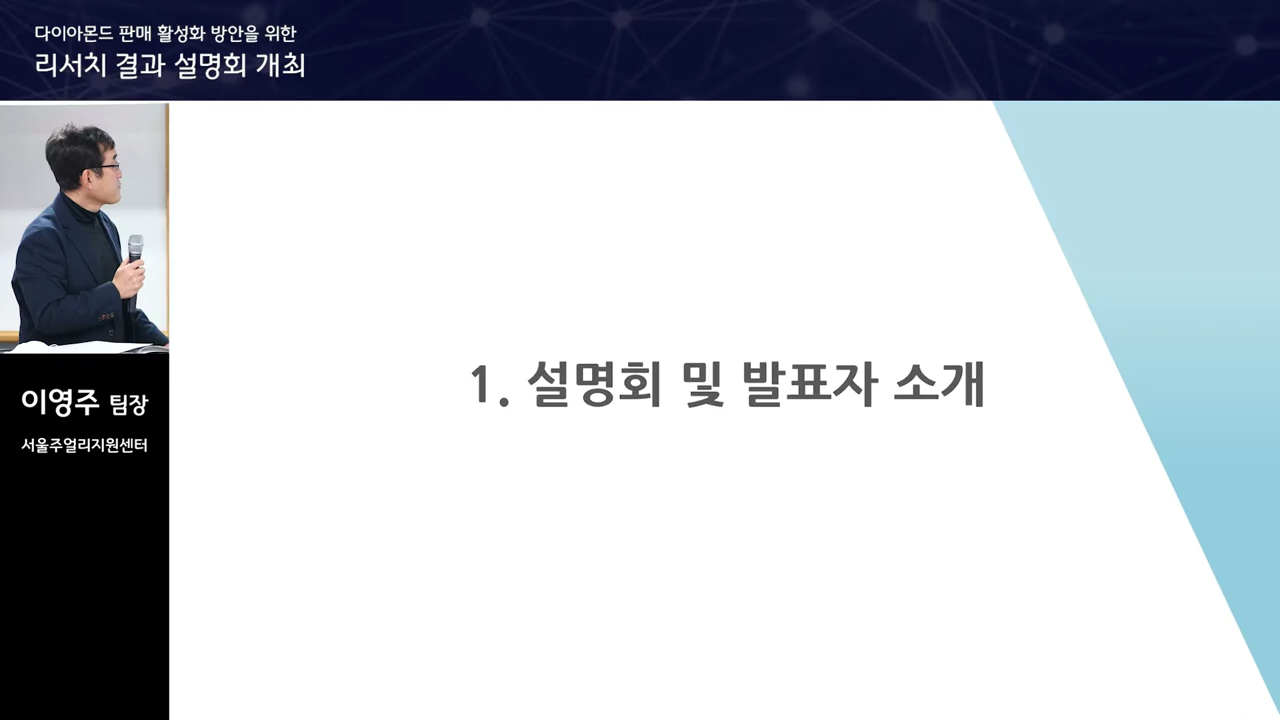 다이아몬드 판매 활성화 방안을 위한
리서치 결과 설명회 개최
이영주 팀장
서울주얼리지원센터
1. 설명회 및 발표자 소개